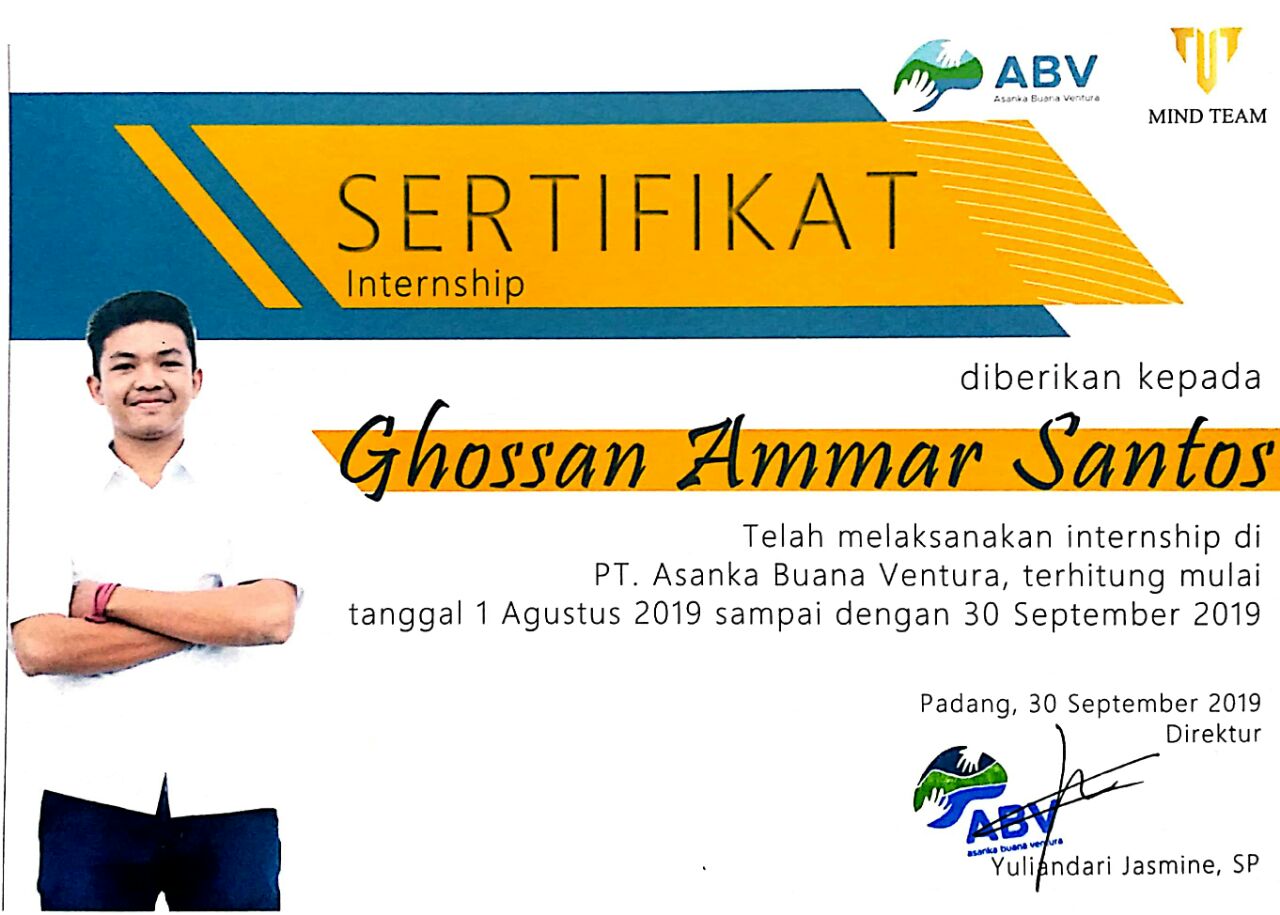 ABV
Asanka Buana Ventura
MIND TEAM
SERTIFIKAT
Internship
diberikan kepada
Ghossan Ammar Santos
Telah melaksanakan internship di
PT. Asanka Buana Ventura, terhitung mulai
tanggal 1 Agustus 2019 sampai dengan 30 September 2019
Padang, 30 September 2019
Direktur
ABV
asanka buana ventura
Yuliandari Jasmine, SP